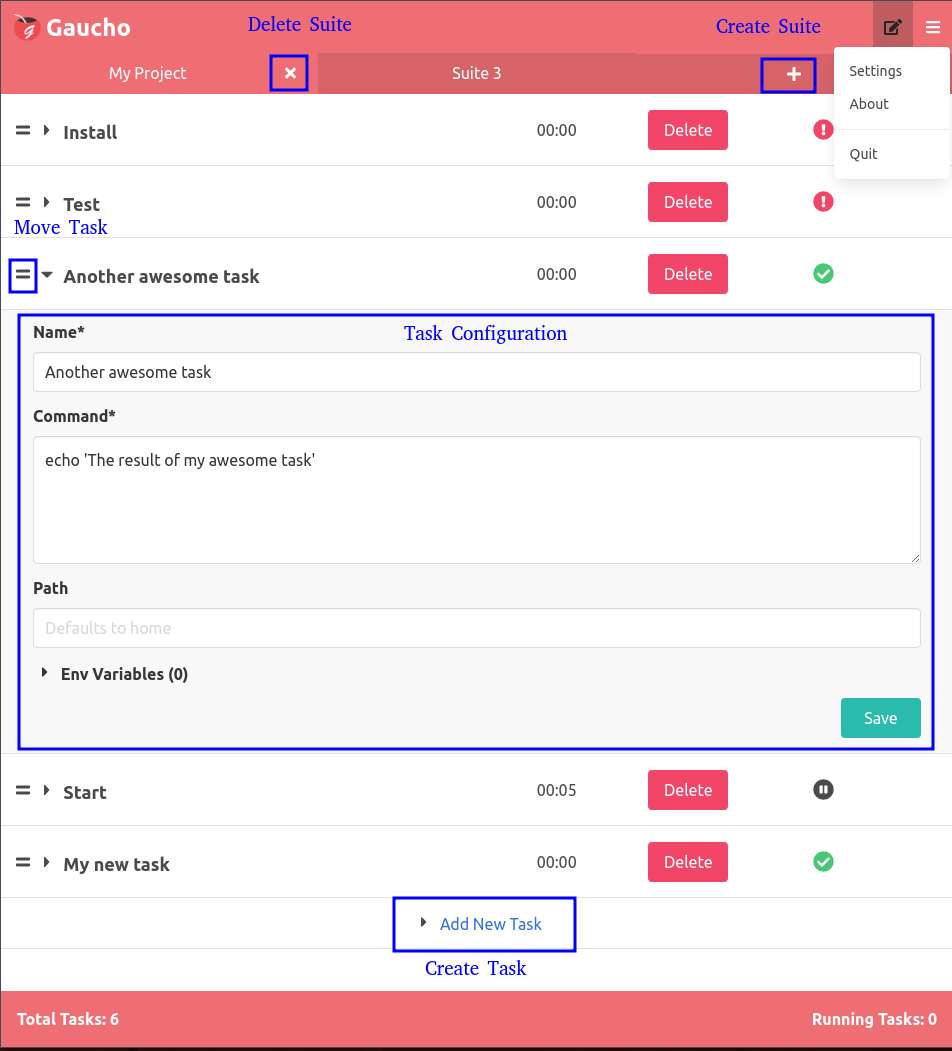 Delete Suite
Create Suite
Gaucho
My Project
Suite 3
Settings
About
Quit
Install 00:00 Delete
Test 00:00 Delete
Move Task
Another awesome task 00:00 Delete
Task Configuration
Name*
Another awesome task
Command*
echo 'The result of my awesome task'
Path
Defaults to home
Env Variables (0)
Save
Start 00:05 Delete
My new task 00:00 Delete
Add New Task
Create Task
Total Tasks: 6 Running Tasks: 0